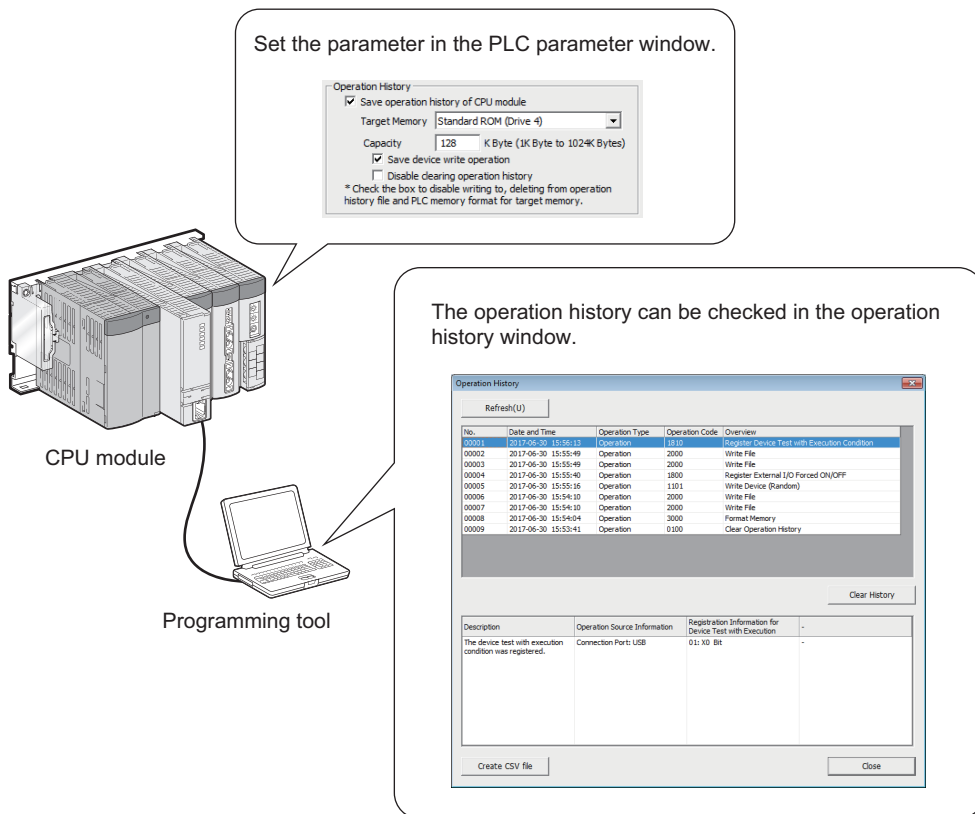 Set the parameter in the PLC parameter window.
Operation History
Save operation history of CPU module
Target Memory Standard ROM (Drive 4)
Capacity 128 K Byte (1K Byte to 1024K Bytes)
Save device write operation
Disable clearing operation history
* Check the box to disable writing to, deleting from operation
history file and PLC memory format for target memory.
CPU module
Programming tool
The operation history can be checked in the operation
history window.
Operation History
Refresh(U)
No. Date and Time Operation Type Operation Code Overview
00001 2017-06-30 15:56:13 Operation 1810 Register Device Test with Execution Condition
00002 2017-06-30 15:55:49 Operation 2000 Write File
00003 2017-06-30 15:55:49 Operation 2000 Write File
00004 2017-06-30 15:55:40 Operation 1800 Register External I/O Forced ON/OFF
00005 2017-06-30 15:55:16 Operation 1101 Write Device (Random)
00006 2017-06-30 15:54:10 Operation 2000 Write File
00007 2017-06-30 15:54:10 Operation 2000 Write File
00008 2017-06-30 15:54:04 Operation 3000 Format Memory
00009 2017-06-30 15:53:41 Operation 0100 Clear Operation History
Clear History
Description Operation Source Information Registration Information for Device Test with Execution -
The device test with execution Connection Port: USB 01: X0 Bit -
condition was registered.
Create CSV file Close